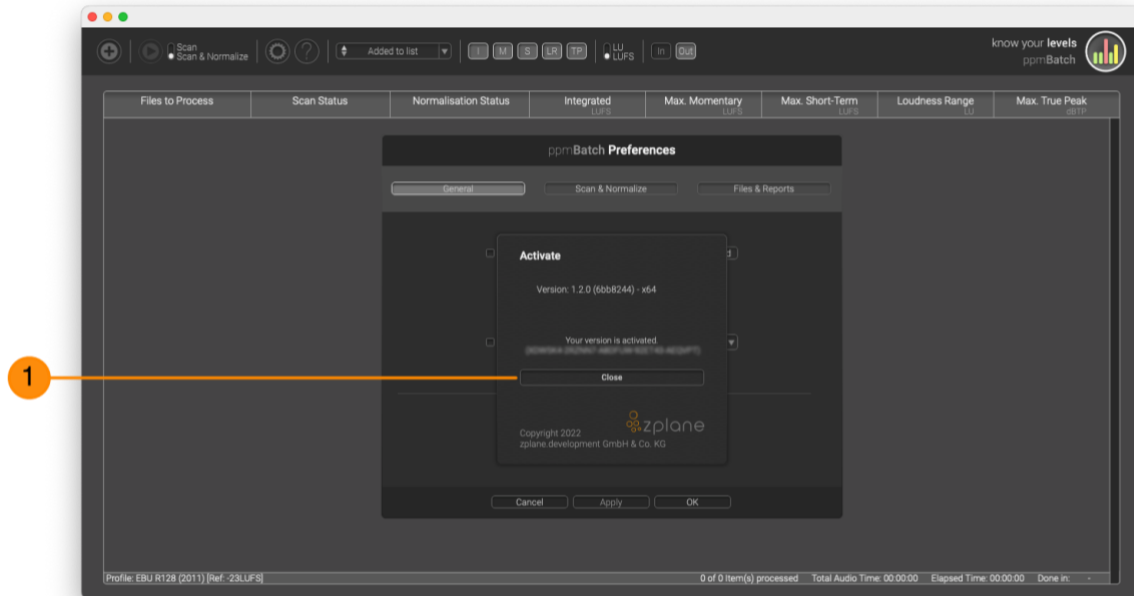 Scan
Scan & Normalize
?
Added to list
I M S LR TP
LU
LUFS
In Out
know your levels
ppmBatch
Files to Process Scan Status Normalisation Status Integrated Max. Momentary Max. Short-Term Loudness Range Max. True Peak
LUFS LUFS LUFS LU dBTP
ppmBatch Preferences
General Scan & Normalize Files & Reports
Activate
Version: 1.2.0 (6bb8244) - x64
Your version is activated.
1
Close
zplane
Copyright 2022
zplane.development GmbH & Co. KG
Cancel Apply OK
Profile: EBU R128 (2011) [Ref: -23LUFS] 0 of 0 Item(s) processed Total Audio Time: 00:00:00 Elapsed Time: 00:00:00 Done in: -